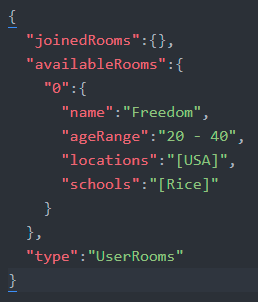 {
"joinedRooms":{},
"availableRooms":{
"0":{
"name":"Freedom",
"ageRange":"20 - 40",
"locations":"[USA]",
"schools":"[Rice]"
}
},
"type":"UserRooms"
}